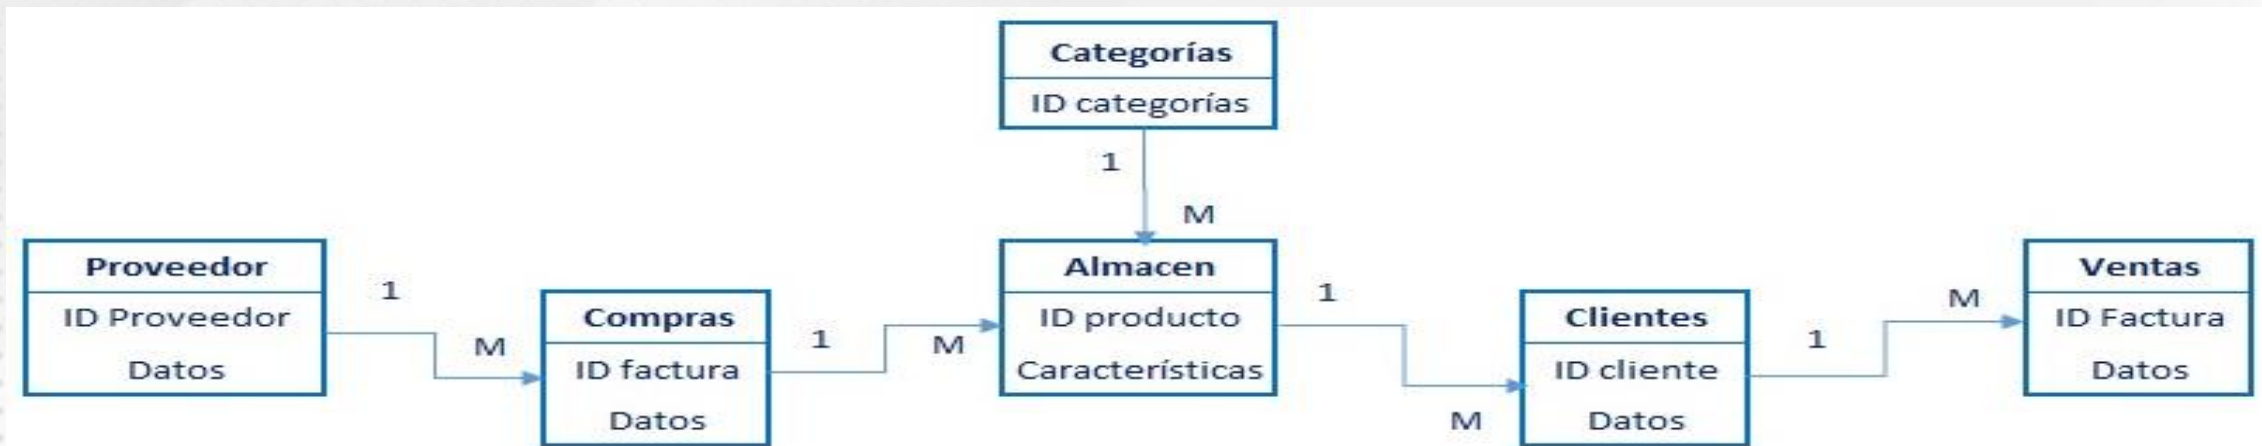 Categorías
ID categorías
1
M
Proveedor
ID Proveedor
Datos
1
M
Compras
ID factura
Datos
1
M
Almacen
ID producto
Características
1
M
Clientes
ID cliente
Datos
1
M
Ventas
ID Factura
Datos